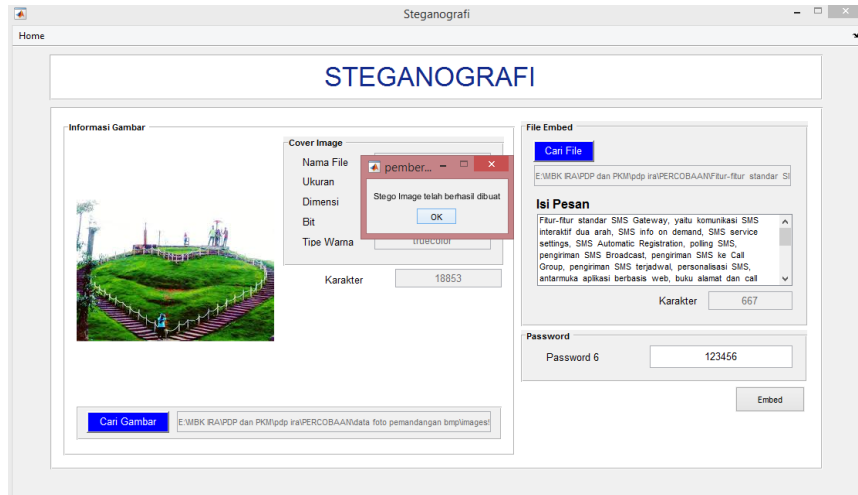 Steganografi
Home
STEGANOGRAFI
Informasi Gambar
Cover Image
Nama File
Ukuran
Dimensi
Bit
Tipe Warna
truecolor
Karakter
18853
pember...
Stego Image telah berhasil dibuat
OK
Cari Gambar
E:\MBK IRA\PDP dan PKM\pdp ira\PERCOBAAN\data foto pemandangan bmp\images!
File Embed
Cari File
E:\MBK IRA\PDP dan PKM\pdp ira\PERCOBAAN\Fitur-fitur standar SI
Isi Pesan
Fitur-fitur standar SMS Gateway, yaitu komunikasi SMS
interaktif dua arah, SMS info on demand, SMS service
settings, SMS Automatic Registration, polling SMS,
pengiriman SMS Broadcast, pengiriman SMS ke Call
Group, pengiriman SMS terjadwal, personalisasi SMS,
antarmuka aplikasi berbasis web, buku alamat dan call
Karakter
667
Password
Password 6
123456
Embed